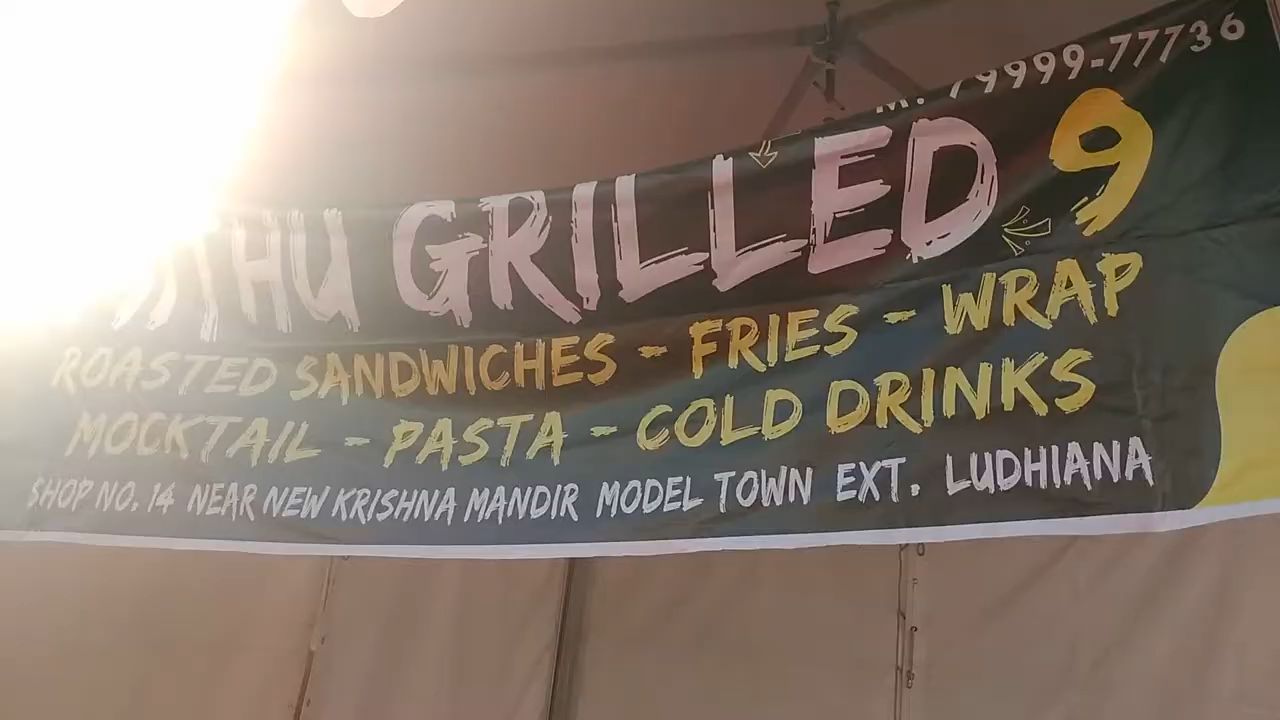 M. 79999-77736
GRILLED 9
ROASTED SANDWICHES - FRIES - WRAP
MOCKTAIL - PASTA - COLD DRINKS
SHOP NO. 14 NEAR NEW KRISHNA MANDIR MODEL TOWN EXT. LUDHIANA